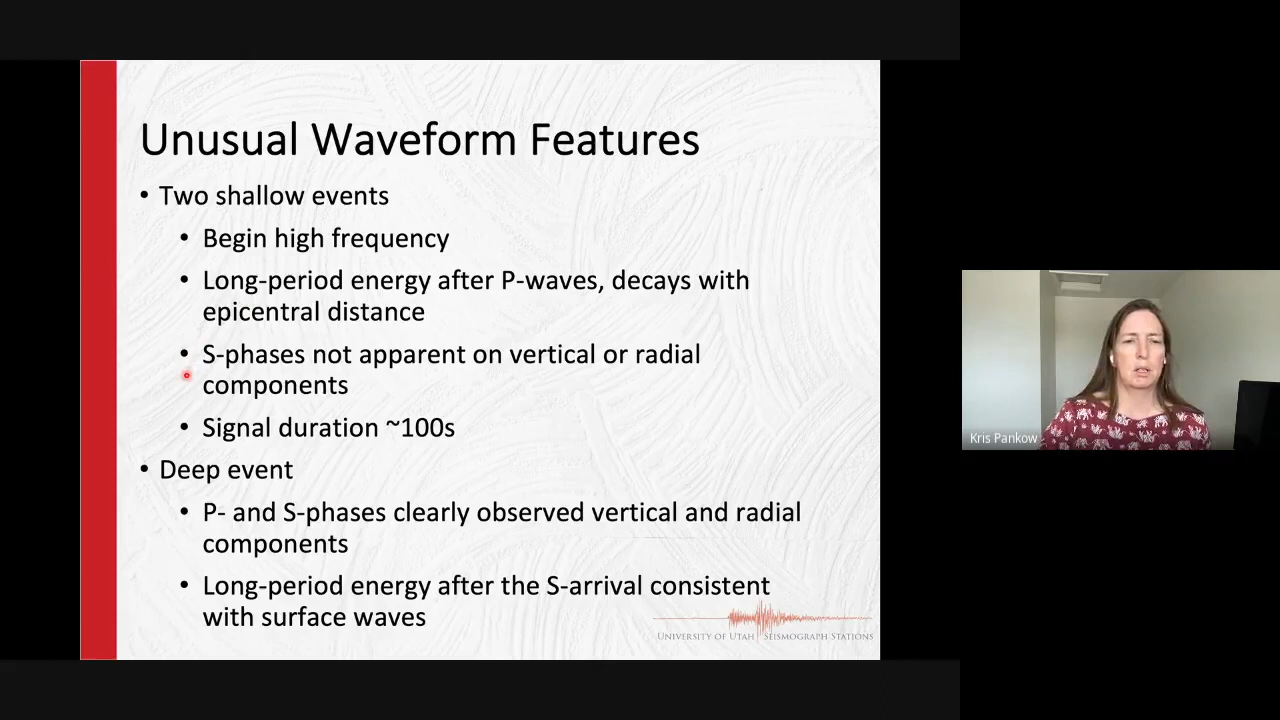 Unusual Waveform Features
• Two shallow events
• Begin high frequency
• Long-period energy after P-waves, decays with
epicentral distance
• S-phases not apparent on vertical or radial
components
• Signal duration ~100s
• Deep event
• P- and S-phases clearly observed vertical and radial
components
• Long-period energy after the S-arrival consistent
with surface waves
University of Utah Seismograph Stations
Kris Pankow